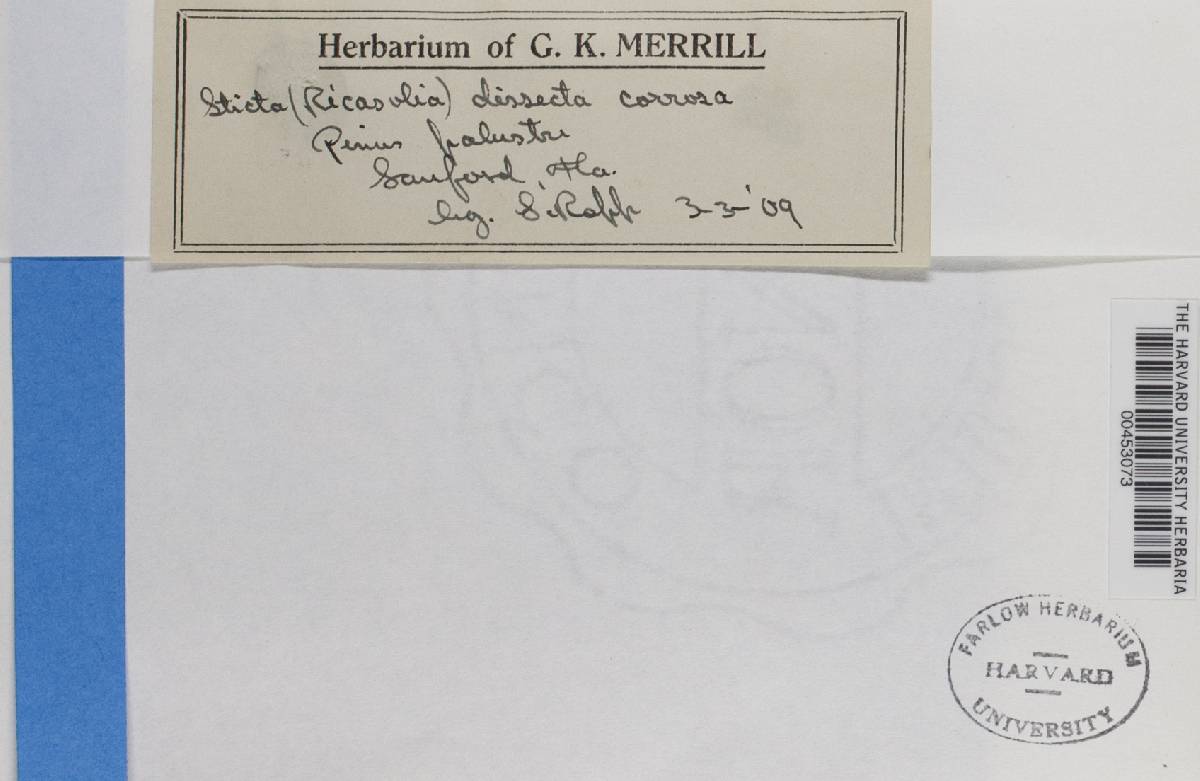 Herbarium of G. K. MERRILL
Sticta (Ricasolia) dissecta corrosa
Pinus palustris
Sanford, Fla.
leg. S. Rapp 3-3-'09
THE HARVARD UNIVERSITY HERBARIA
00453073
FARLOW HERBARIUM
HARVARD
UNIVERSITY